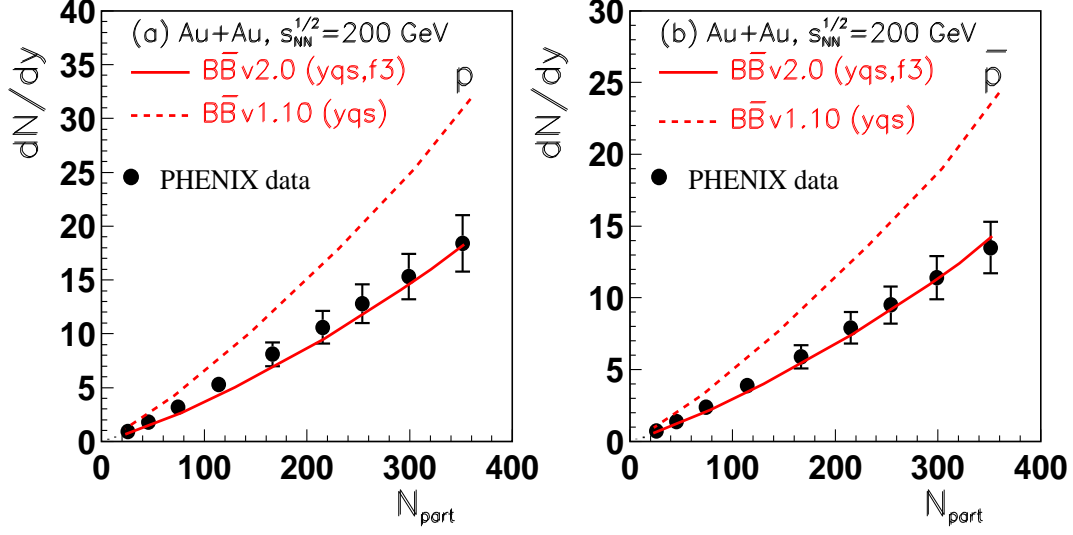 (a) Au+Au, s_NN^1/2=200 GeV
BB̅ v2.0 (yqs,f3)
p
BB̅ v1.10 (yqs)
PHENIX data
dN/dy
40
35
30
25
20
15
10
5
0
0 100 200 300 400
N_part
(b) Au+Au, s_NN^1/2=200 GeV
BB̅ v2.0 (yqs,f3)
p̅
BB̅ v1.10 (yqs)
PHENIX data
dN/dy
30
25
20
15
10
5
0
0 100 200 300 400
N_part